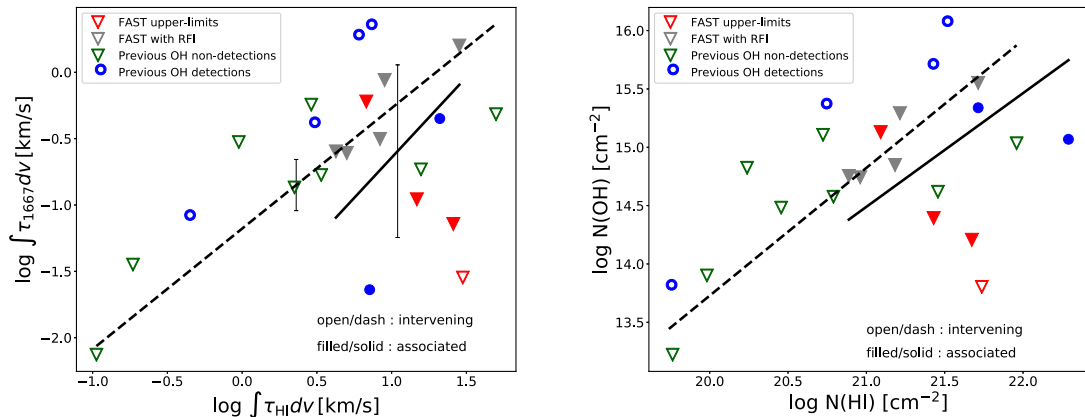 FAST upper-limits
FAST with RFI
Previous OH non-detections
Previous OH detections
0.0
−0.5
−1.0
−1.5
−2.0
log ∫τ₁₆₆₇dv [km/s]
open/dash : intervening
filled/solid : associated
−1.0 −0.5 0.0 0.5 1.0 1.5
log ∫τ_HI dv [km/s]
FAST upper-limits
FAST with RFI
Previous OH non-detections
Previous OH detections
16.0
15.5
15.0
14.5
14.0
13.5
log N(OH) [cm⁻²]
open/dash : intervening
filled/solid : associated
20.0 20.5 21.0 21.5 22.0
log N(HI) [cm⁻²]